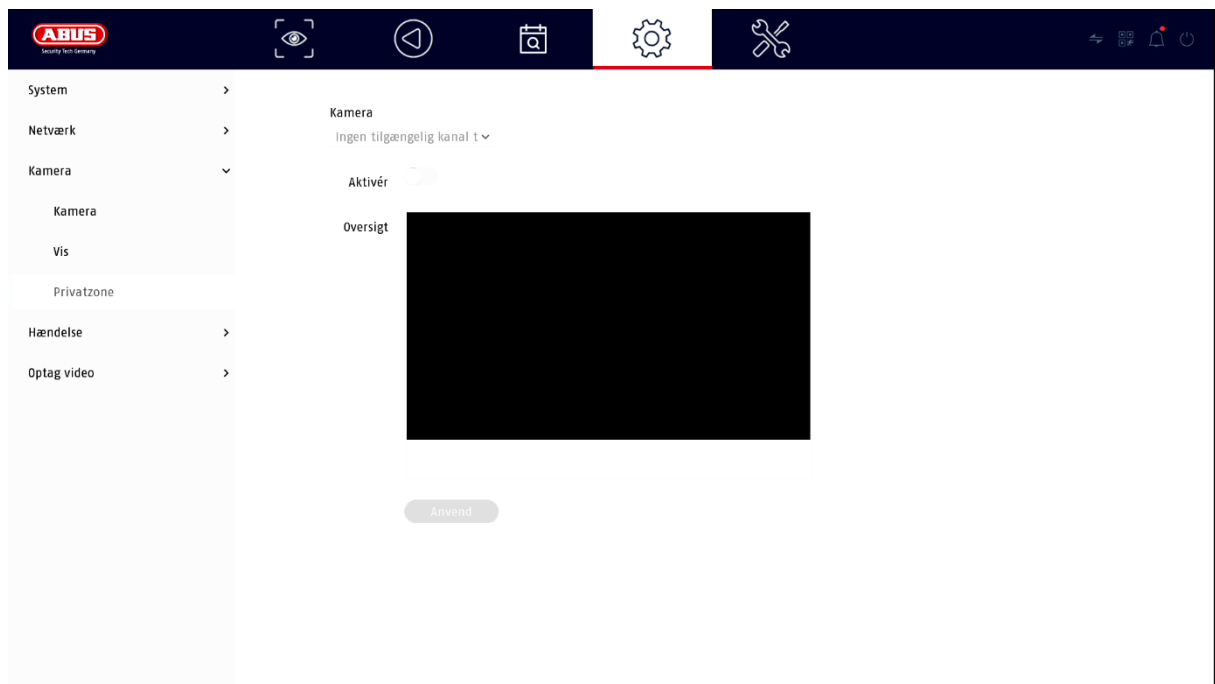 ABUS
Security Tech Germany
System
Netværk
Kamera
Kamera
Vis
Privatzone
Hændelse
Optag video
Kamera
Ingen tilgængelig kanal t
Aktivér
Oversigt
Anvend